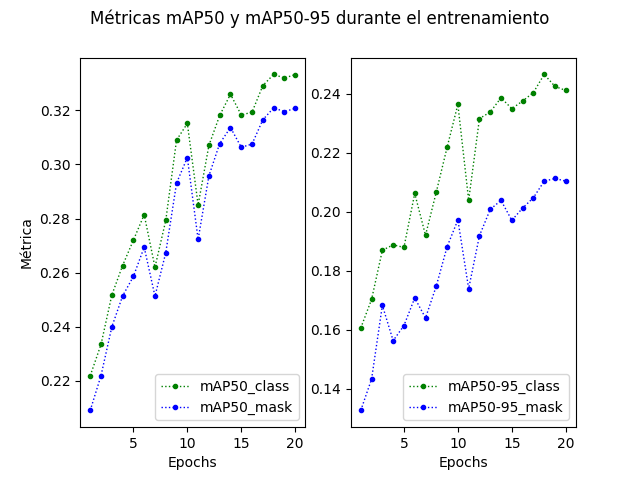 Métricas mAP50 y mAP50-95 durante el entrenamiento
Métrica
0.32
0.30
0.28
0.26
0.24
0.22
5
10
15
20
Epochs
mAP50_class
mAP50_mask
0.24
0.22
0.20
0.18
0.16
0.14
5
10
15
20
Epochs
mAP50-95_class
mAP50-95_mask